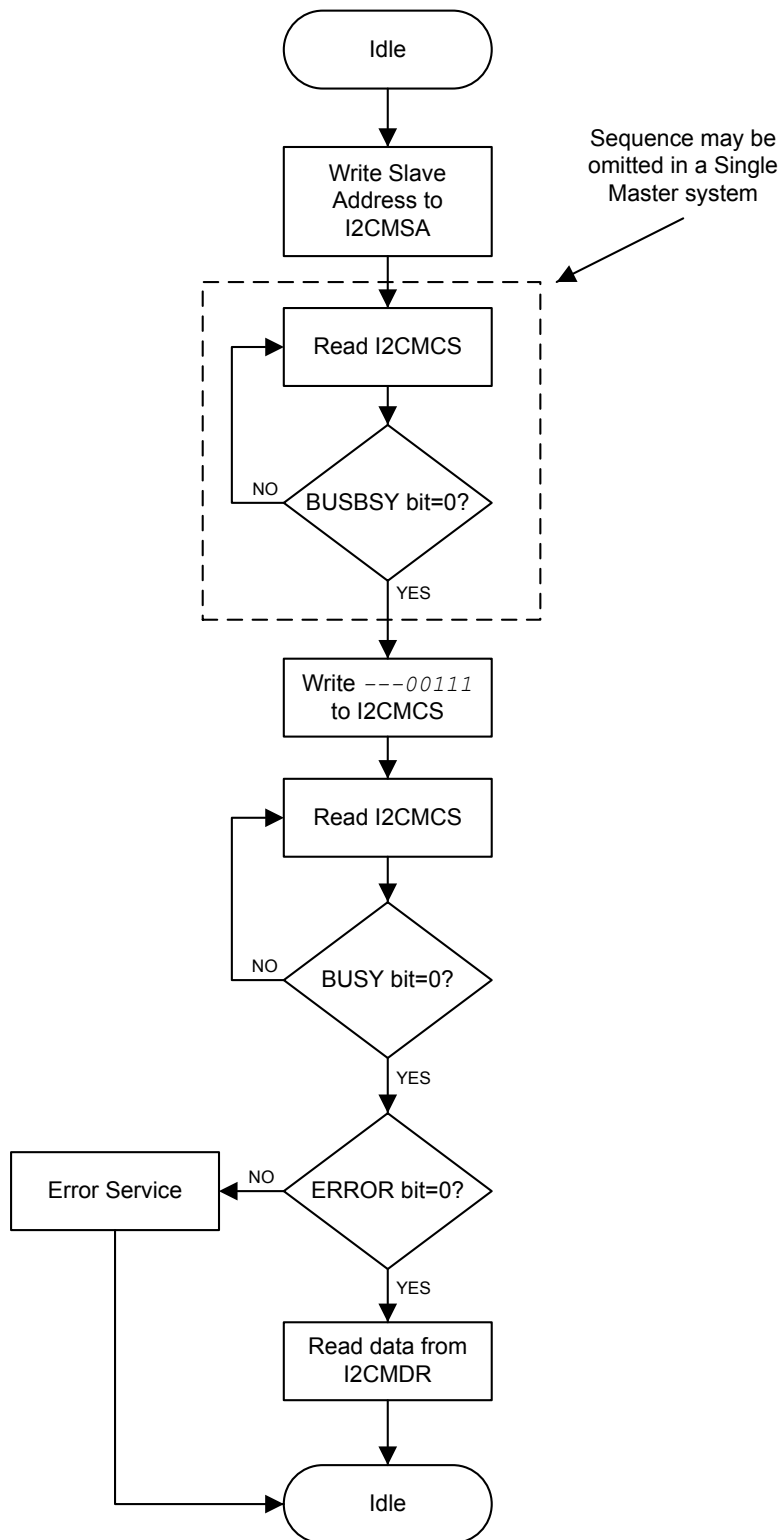 Idle
Sequence may be
omitted in a Single
Master system
Write Slave
Address to
I2CMSA
Read I2CMCS
NO
BUSBSY bit=0?
YES
Write ---00111
to I2CMCS
Read I2CMCS
NO
BUSY bit=0?
YES
Error Service
NO
ERROR bit=0?
YES
Read data from
I2CMDR
Idle